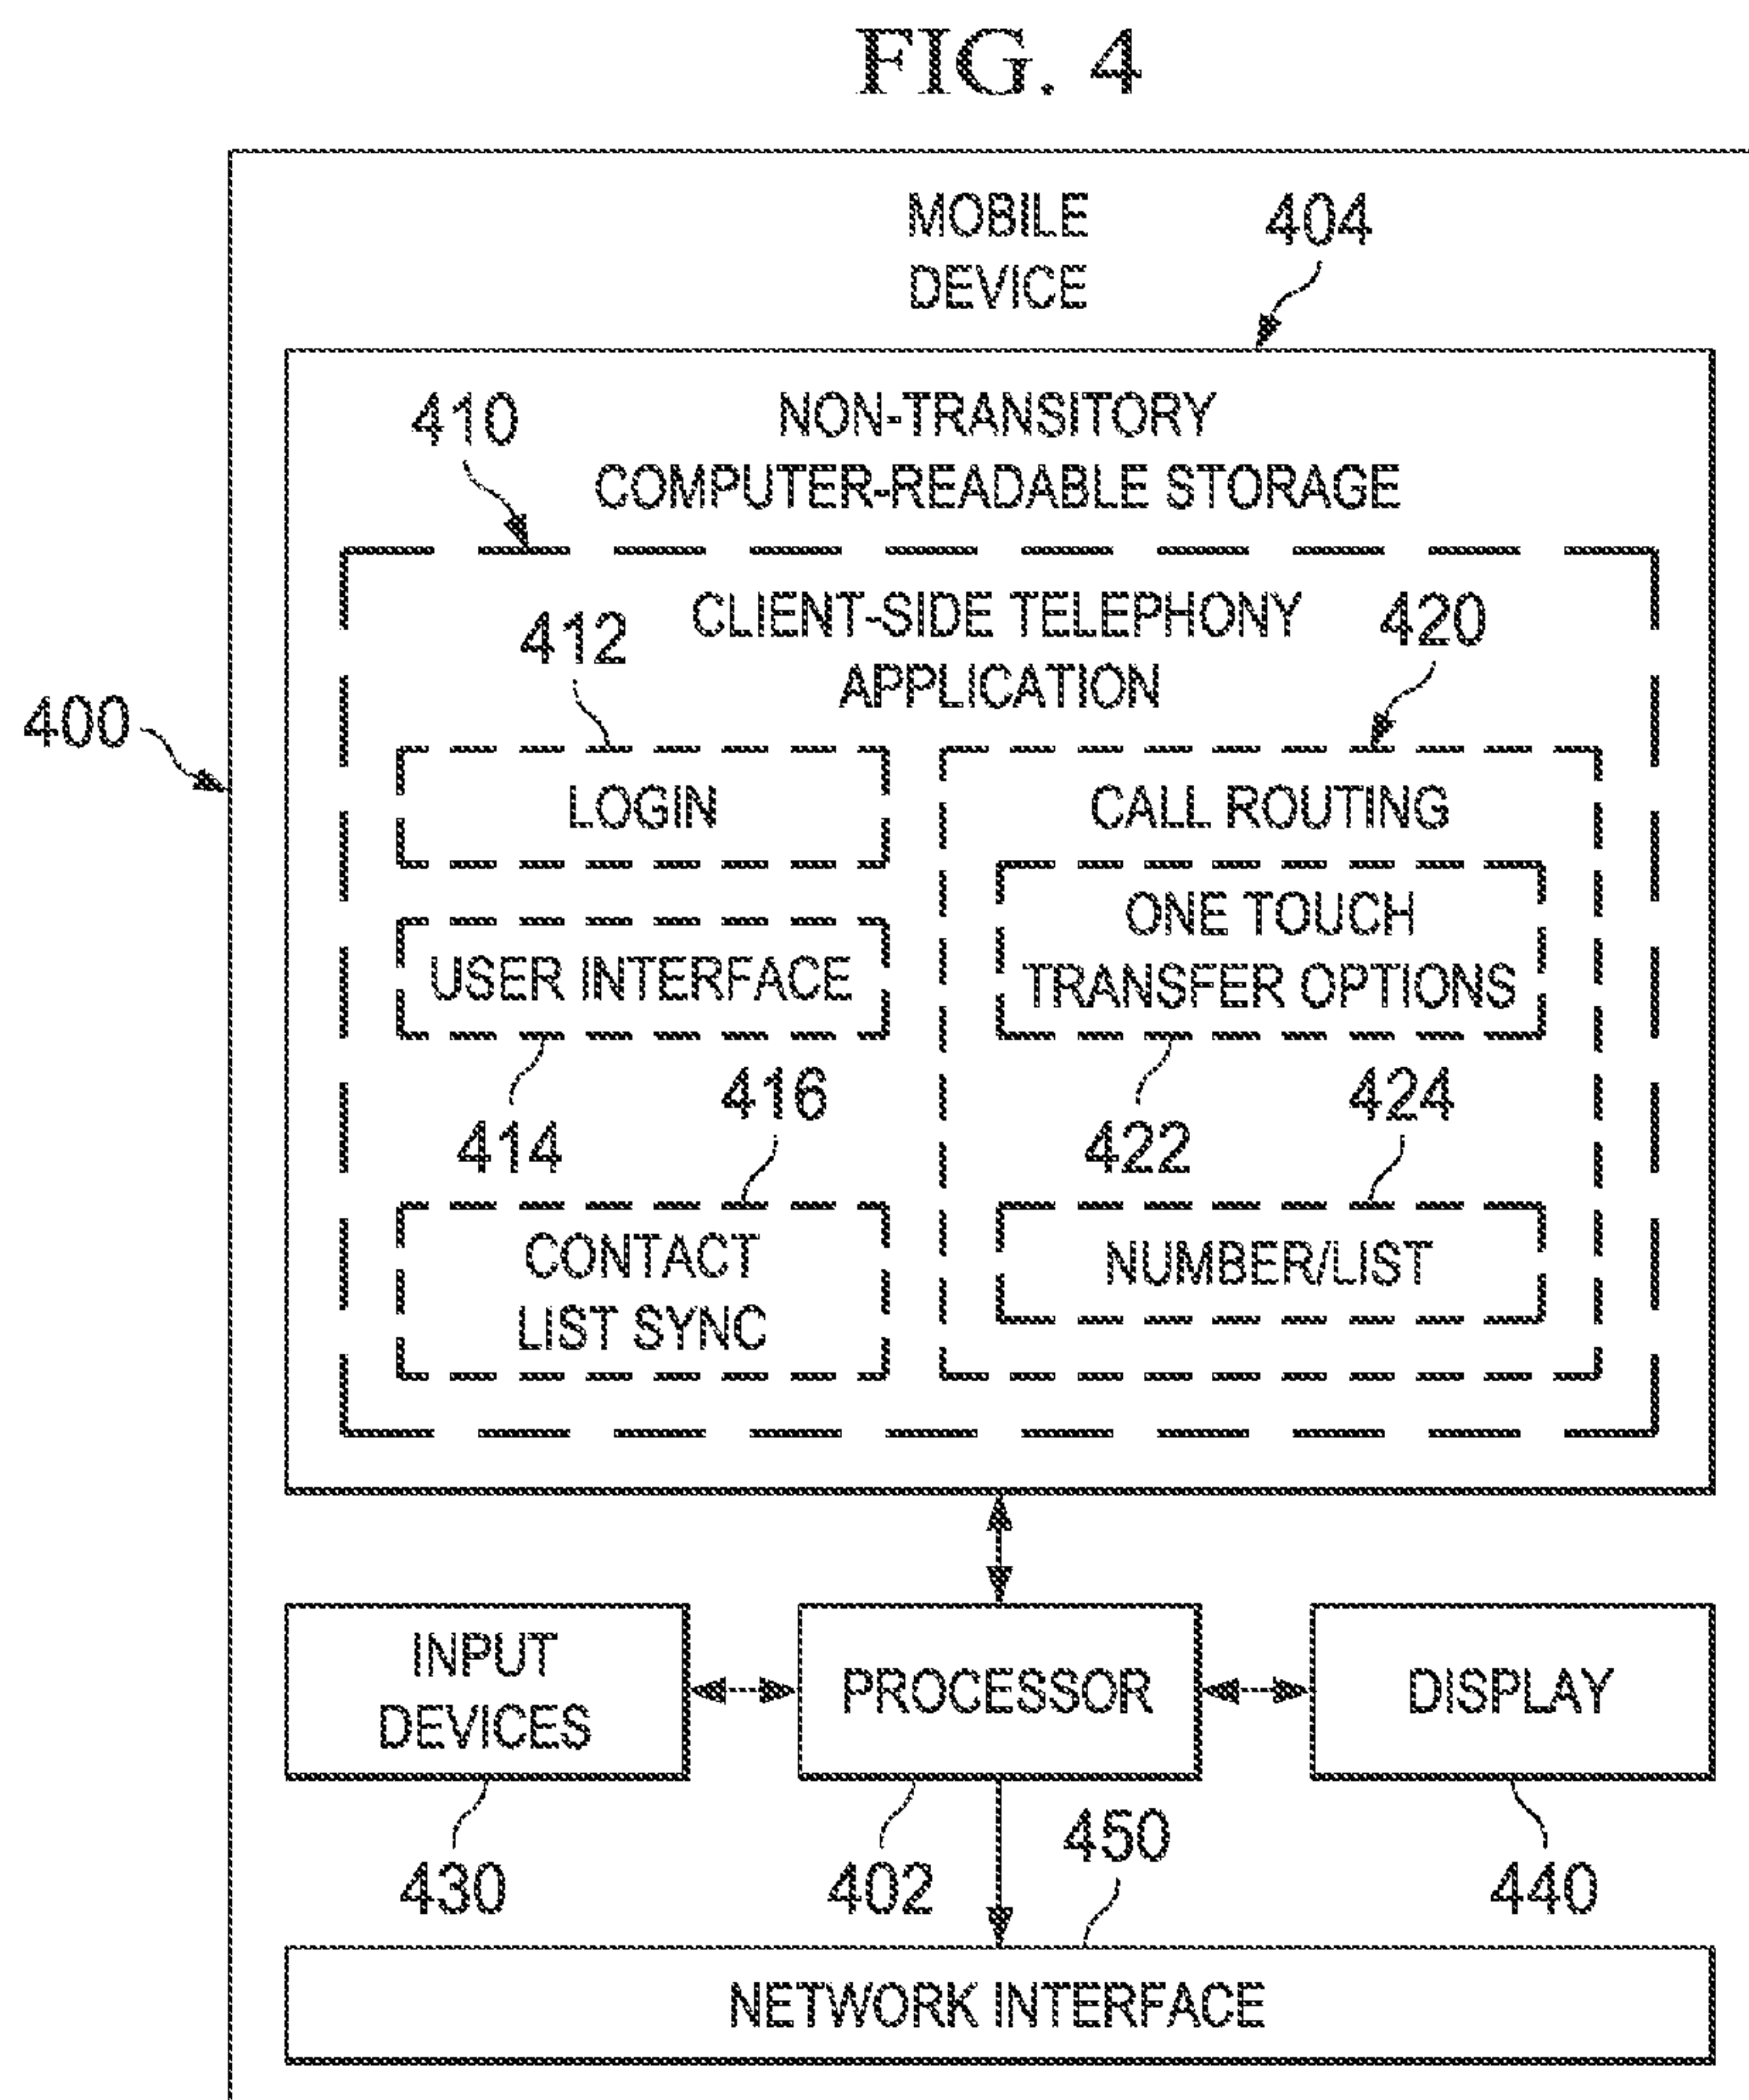 FIG. 4
MOBILE
DEVICE
404
NON-TRANSITORY
COMPUTER-READABLE STORAGE
410
CLIENT-SIDE TELEPHONY
APPLICATION
412
420
400
LOGIN
CALL ROUTING
USER INTERFACE
ONE TOUCH
TRANSFER OPTIONS
414
416
422
424
CONTACT
LIST SYNC
NUMBER/LIST
INPUT
DEVICES
PROCESSOR
DISPLAY
430
402
450
440
NETWORK INTERFACE